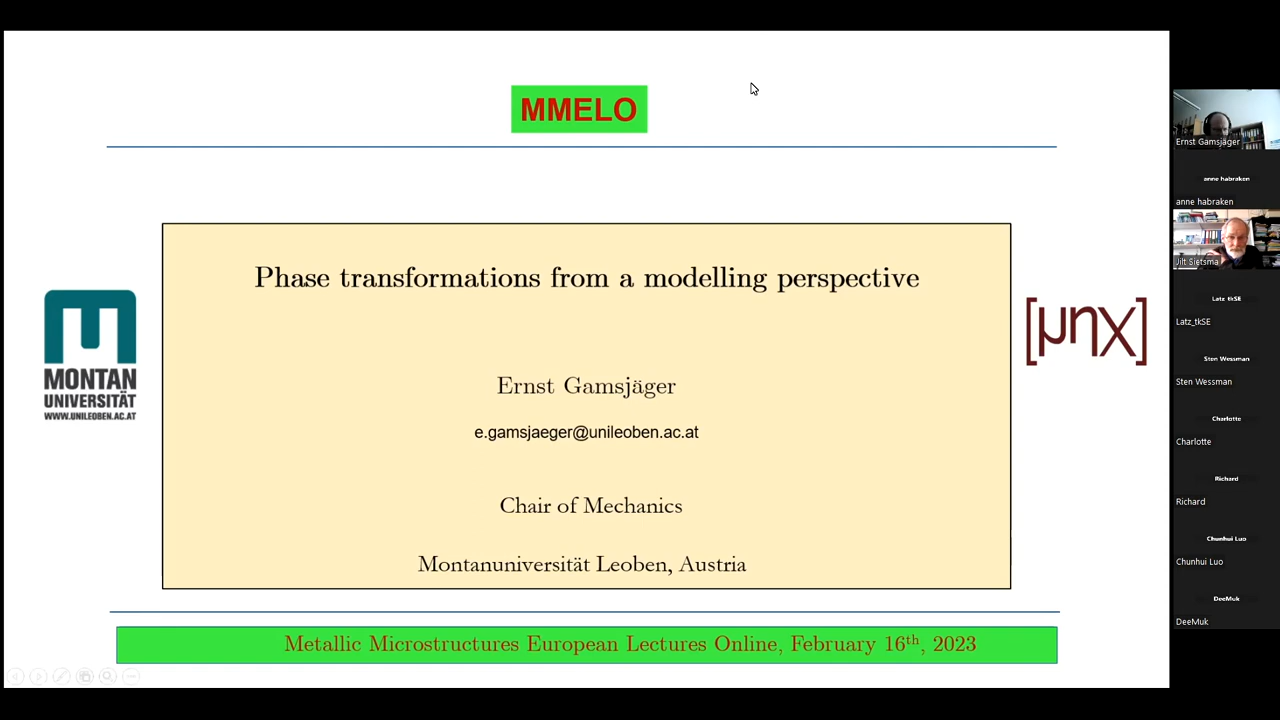 MMELO
Phase transformations from a modelling perspective
Ernst Gamsjäger
e.gamsjaeger@unileoben.ac.at
Chair of Mechanics
Montanuniversität Leoben, Austria
MONTAN
UNIVERSITÄT
WWW.UNILEOBEN.AC.AT
[μηχ]
Metallic Microstructures European Lectures Online, February 16th, 2023
Ernst Gamsjäger
anne habraken
anne habraken
Jilt Sietsma
Latz_tkSE
Latz_tkSE
Sten Wessman
Sten Wessman
Charlotte
Charlotte
Richard
Richard
Chunhui Luo
Chunhui Luo
DeeMuk
DeeMuk